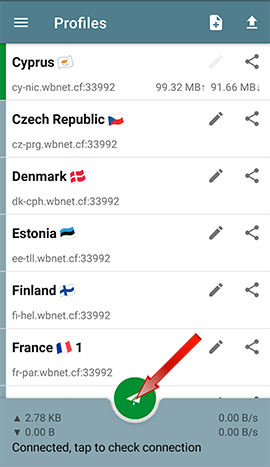 Profiles
Cyprus
cy-nic.wbnet.cf:33992 99.32 MB↑ 91.66 MB↓
Czech Republic
cz-prg.wbnet.cf:33992
Denmark
dk-cph.wbnet.cf:33992
Estonia
ee-tll.wbnet.cf:33992
Finland
fi-hel.wbnet.cf:33992
France 1
fr-par.wbnet.cf:33992
▲ 2.78 KB 0.00 B/s
▼ 0.00 B 0.00 B/s
Connected, tap to check connection